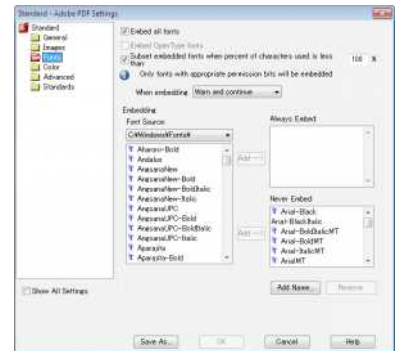 Standard - Adobe PDF Settings
Standard
General
Images
Fonts
Color
Advanced
Standards
Show All Settings
Embed all fonts
Embed OpenType fonts
Subset embedded fonts when percent of characters used is less than
100 %
Only fonts with appropriate permission bits will be embedded
When embedding
Warn and continue
Embedding
Font Source
C:¥Windows¥Fonts¥
Aharoni-Bold
Andalus
AngsanaNew
AngsanaNew-Bold
AngsanaNew-BoldItalic
AngsanaNew-Italic
AngsanaUPC
AngsanaUPC-Bold
AngsanaUPC-BoldItalic
AngsanaUPC-Italic
Aparajita
Aparajita-Bold
Add
Add
Always Embed
Never Embed
Arial-Black
Arial-BlackItalic
Arial-BoldItalicMT
Arial-BoldMT
Arial-ItalicMT
ArialMT
Add Name...
Remove
Save As...
OK
Cancel
Help